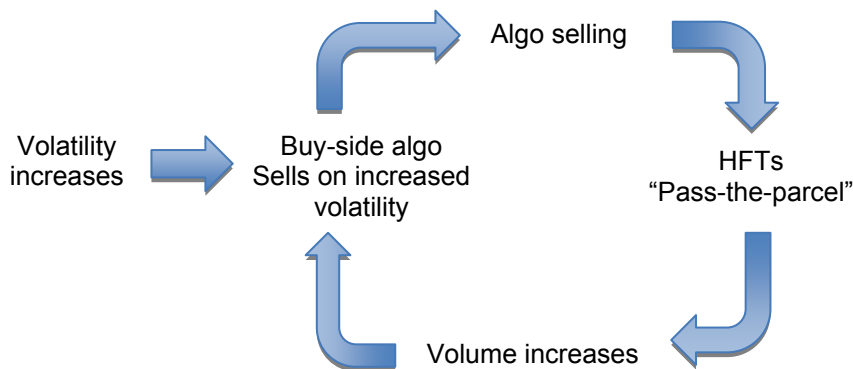 Algo selling
Volatility
increases
Buy-side algo
Sells on increased
volatility
HFTs
“Pass-the-parcel”
Volume increases